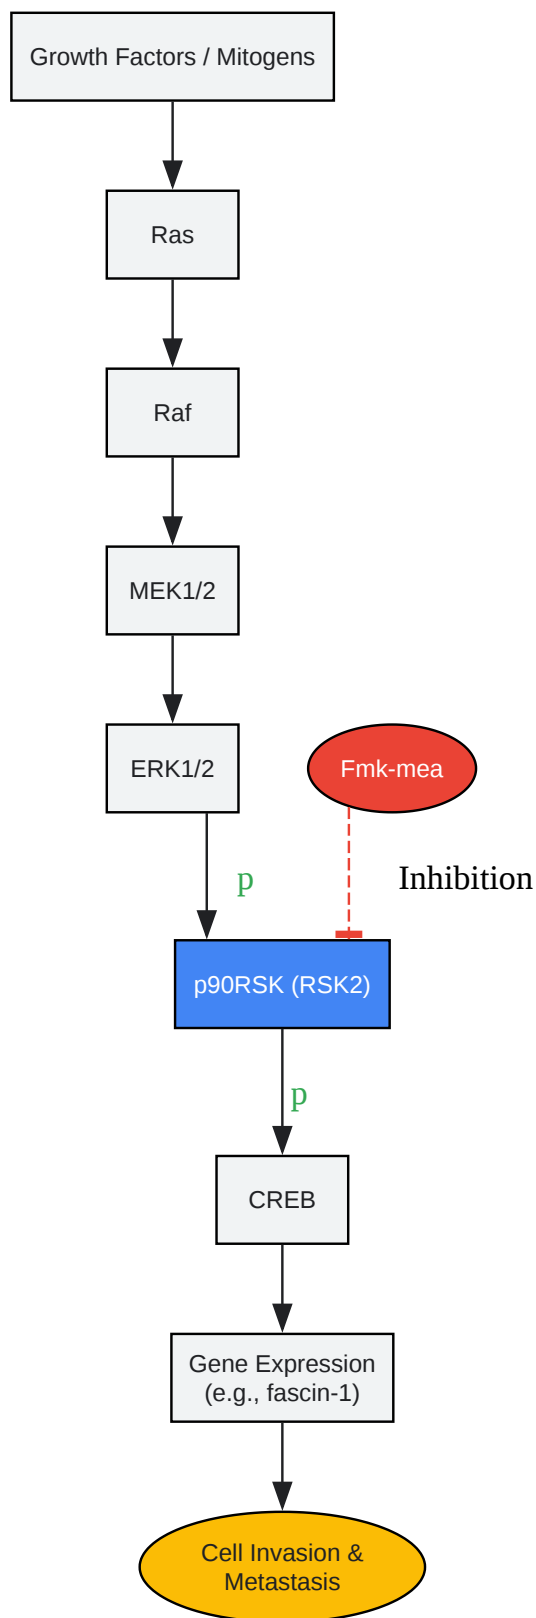 Growth Factors / Mitogens
Ras
Raf
MEK1/2
ERK1/2
Fmk-mea
p
Inhibition
p90RSK (RSK2)
p
CREB
Gene Expression
(e.g., fascin-1)
Cell Invasion &
Metastasis